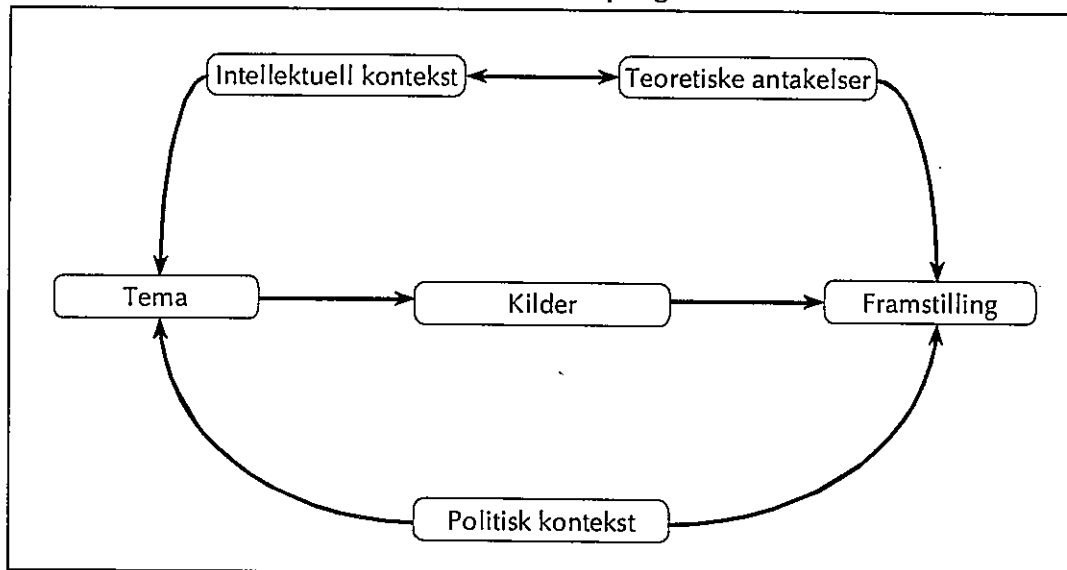 Intellektuell kontekst
Teoretiske antakelser
Tema
Kilder
Framstilling
Politisk kontekst